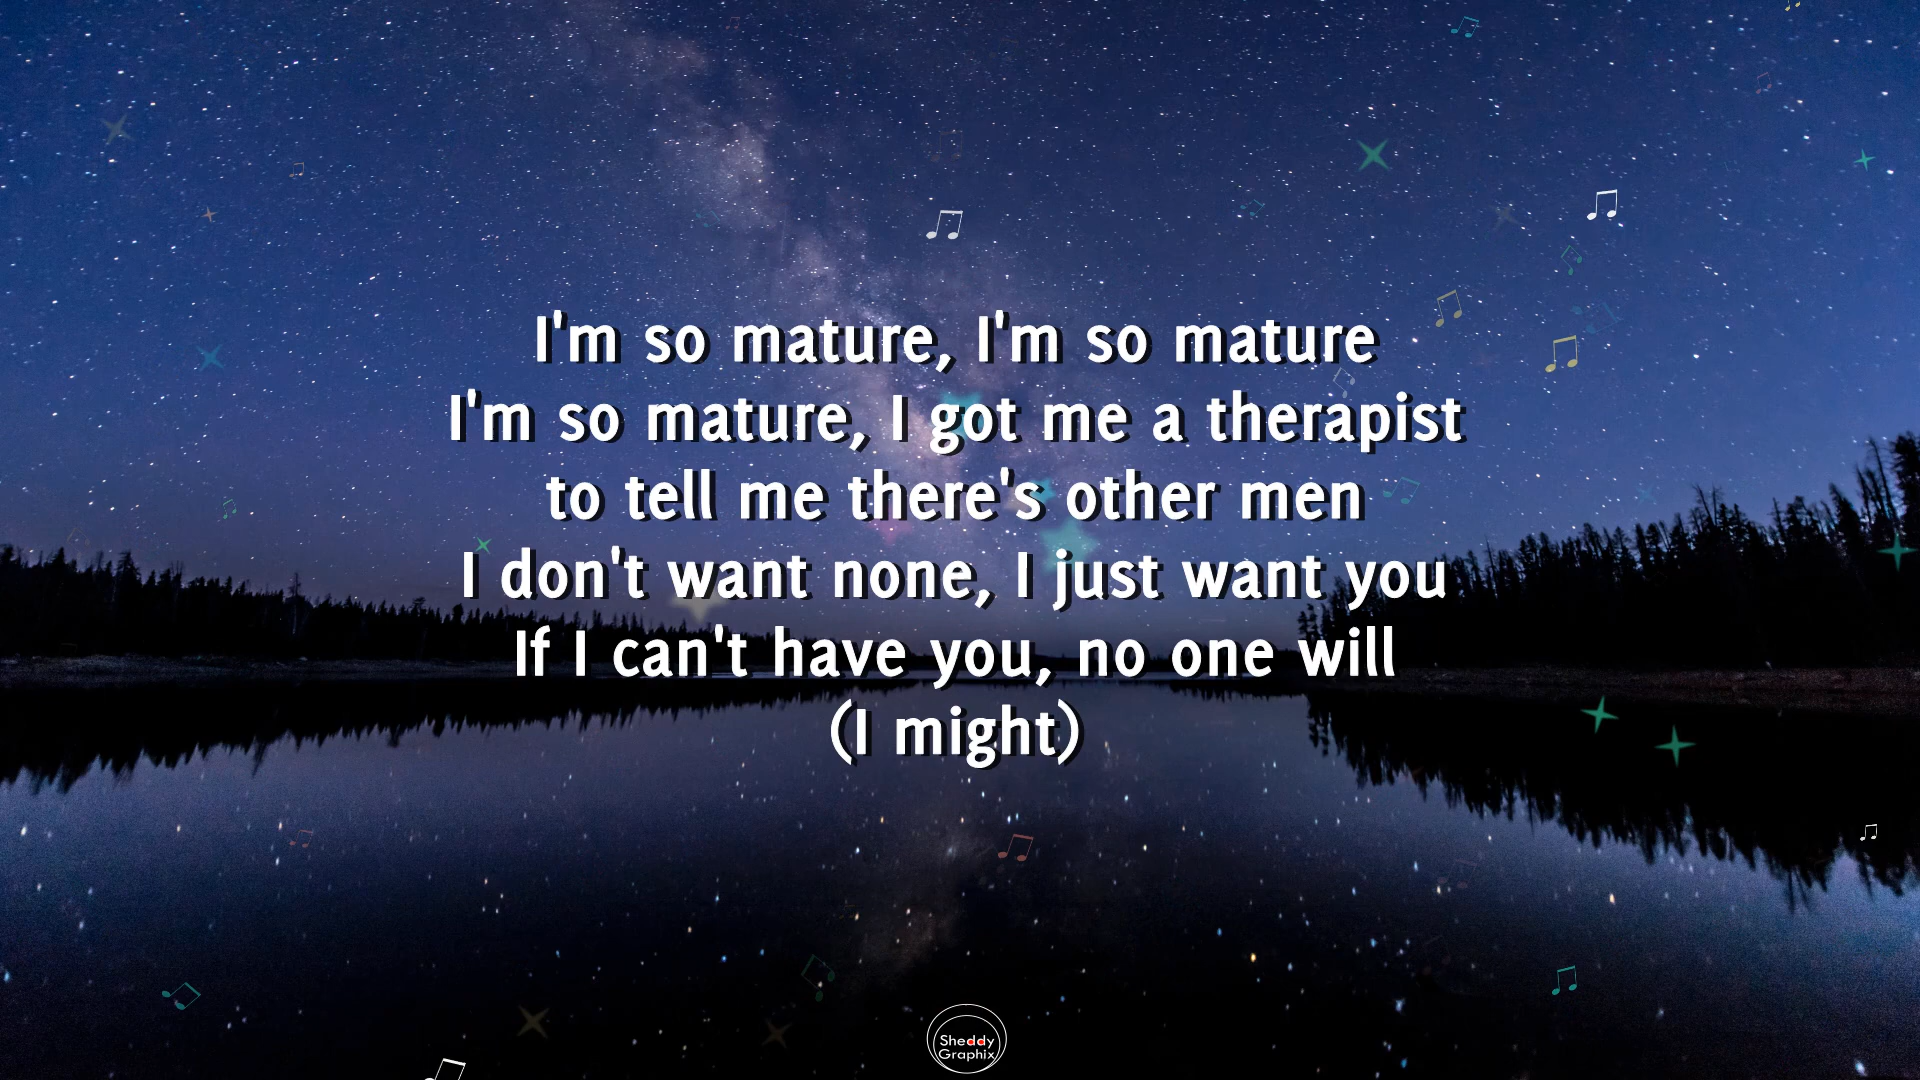 I'm so mature, I'm so mature
I'm so mature, I got me a therapist
to tell me there's other men
I don't want none, I just want you
If I can't have you, no one will
(I might)
Sheddy
Graphix